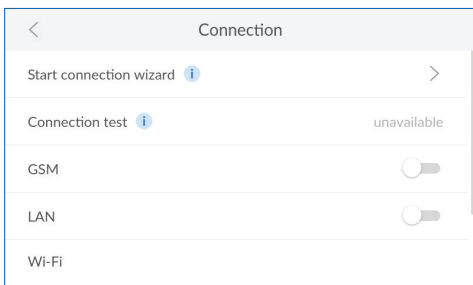 Connection
Start connection wizard i
Connection test i unavailable
GSM
LAN
Wi-Fi